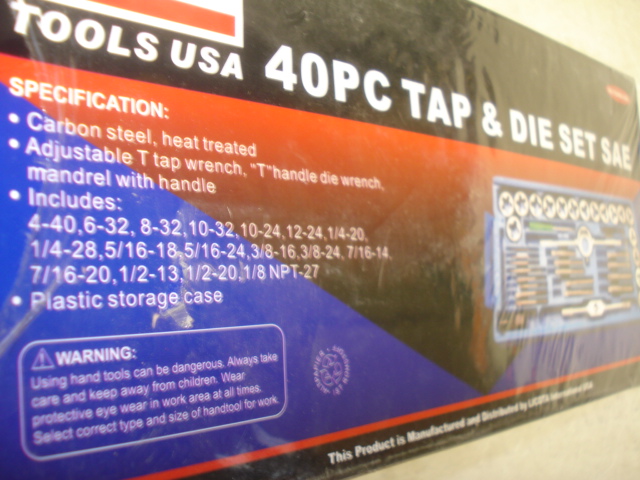 TOOLS USA
40PC TAP & DIE SET SAE
SPECIFICATION:
• Carbon steel, heat treated
• Adjustable T tap wrench, "T"handle die wrench,
mandrel with handle
• Includes:
4-40,6-32, 8-32,10-32,10-24,12-24,1/4-20,
1/4-28,5/16-18,5/16-24,3/8-16,3/8-24, 7/16-14,
7/16-20,1/2-13,1/2-20,1/8 NPT-27
• Plastic storage case
WARNING:
Using hand tools can be dangerous. Always take
care and keep away from children. Wear
protective eye wear in work area at all times.
Select correct type and size of handtool for work.
This Product is Manufactured and Distributed by